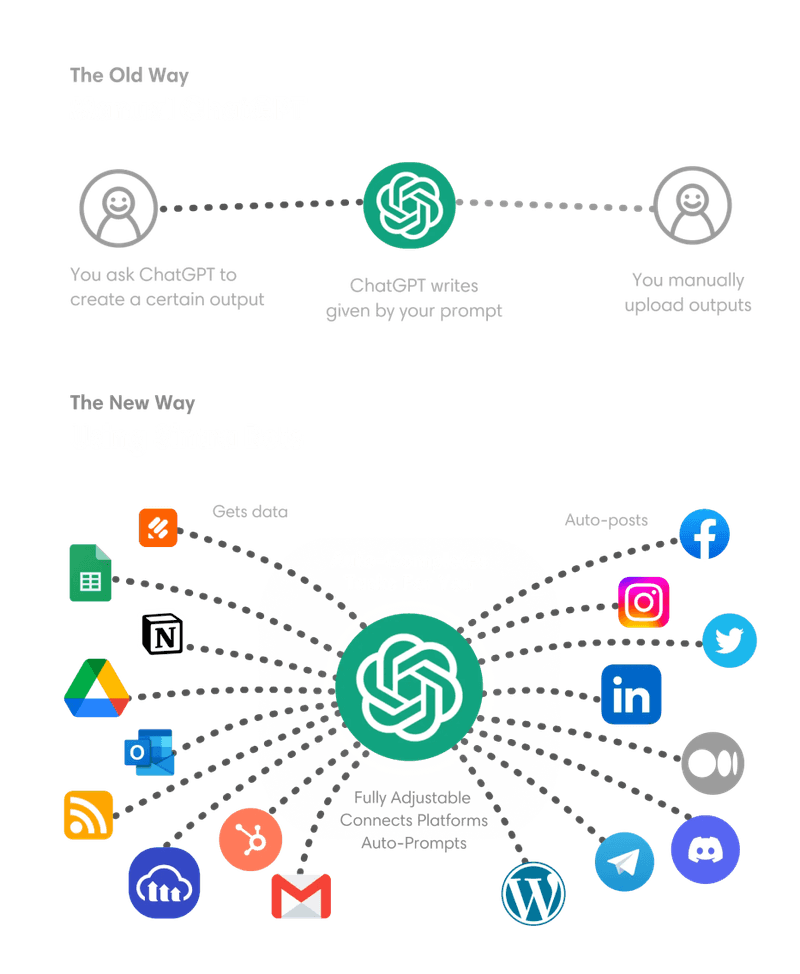 The Old Way
You ask ChatGPT to
create a certain output
ChatGPT writes
given by your prompt
You manually
upload outputs
The New Way
Gets data
Auto-posts
N
O
f
in
W
Fully Adjustable
Connects Platforms
Auto-Prompts